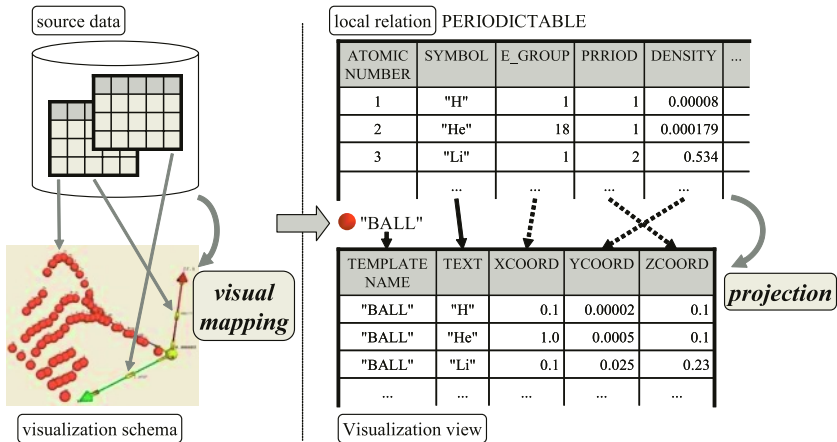 source data
local relation PERIODICTABLE
ATOMIC NUMBER SYMBOL E_GROUP PRRIOD DENSITY ...
1 "H" 1 1 0.00008
2 "He" 18 1 0.000179
3 "Li" 1 2 0.534
... ... ... ...
"BALL"
TEMPLATE NAME TEXT XCOORD YCOORD ZCOORD
"BALL" "H" 0.1 0.00002 0.1
"BALL" "He" 1.0 0.0005 0.1
"BALL" "Li" 0.1 0.025 0.23
... ... ... ... ...
visual
mapping
projection
visualization schema
Visualization view